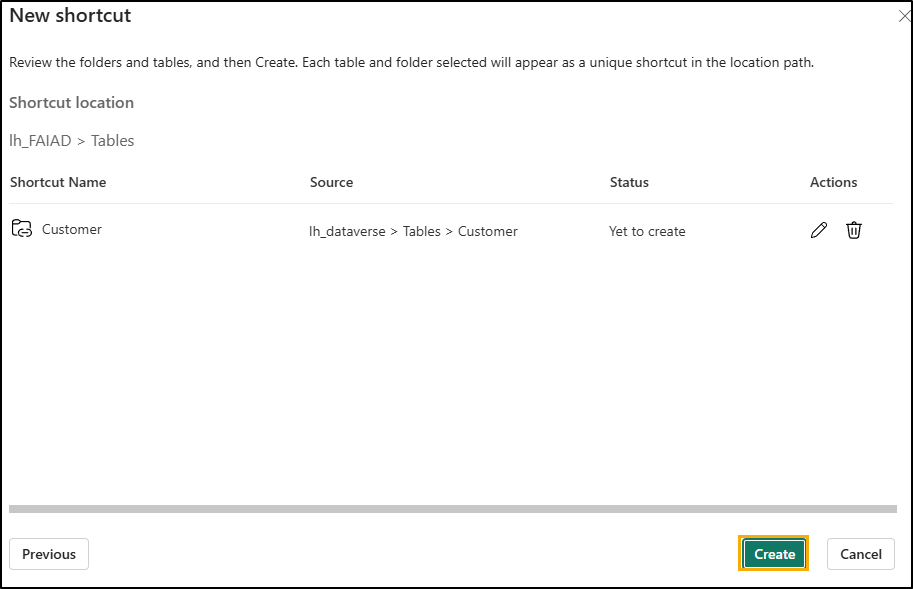 New shortcut
Review the folders and tables, and then Create. Each table and folder selected will appear as a unique shortcut in the location path.
Shortcut location
lh_FAIAD > Tables
Shortcut Name Source Status Actions
Customer lh_dataverse > Tables > Customer Yet to create
Previous Create Cancel